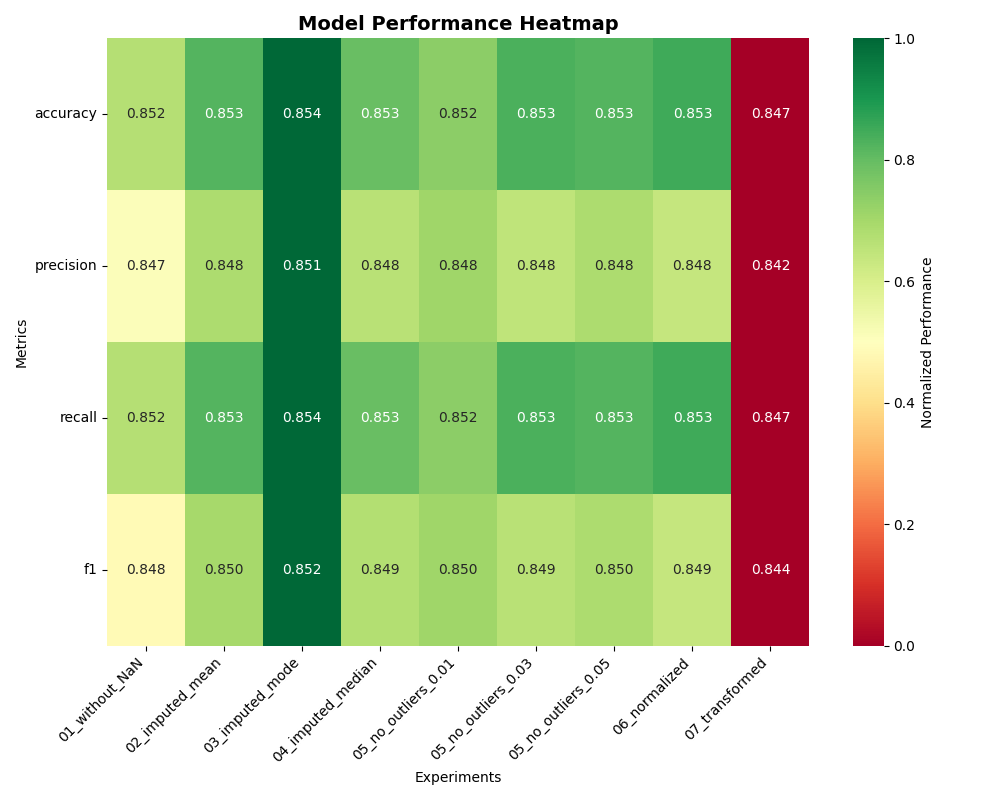 Model Performance Heatmap
accuracy 0.852 0.853 0.854 0.853 0.852 0.853 0.853 0.853 0.847
precision 0.847 0.848 0.851 0.848 0.848 0.848 0.848 0.848 0.842
recall 0.852 0.853 0.854 0.853 0.852 0.853 0.853 0.853 0.847
f1 0.848 0.850 0.852 0.849 0.850 0.849 0.850 0.849 0.844
Metrics
01_without_NaN
02_imputed_mean
03_imputed_mode
04_imputed_median
05_no_outliers_0.01
05_no_outliers_0.03
05_no_outliers_0.05
06_normalized
07_transformed
Experiments
1.0
0.8
0.6
0.4
0.2
0.0
Normalized Performance